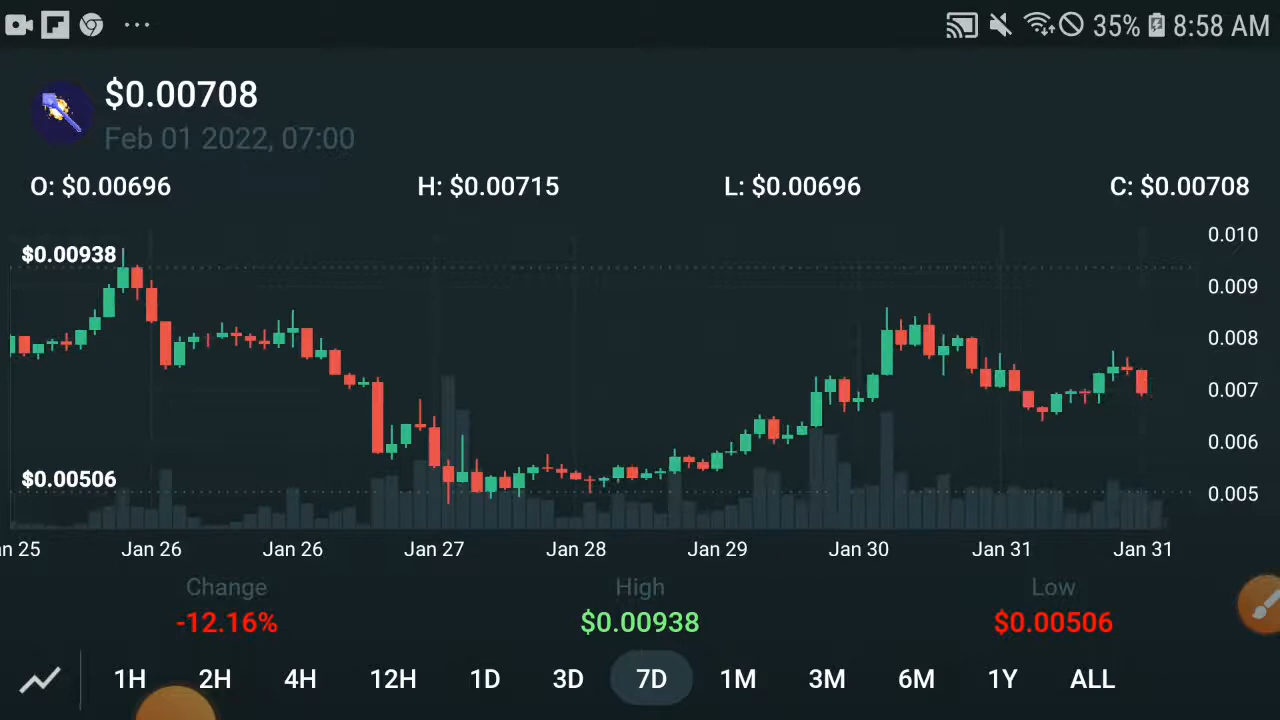 35% 8:58 AM
$0.00708
Feb 01 2022, 07:00
O: $0.00696 H: $0.00715 L: $0.00696 C: $0.00708
$0.00938
0.010
0.009
0.008
0.007
0.006
$0.00506
0.005
n 25 Jan 26 Jan 26 Jan 27 Jan 28 Jan 29 Jan 30 Jan 31 Jan 31
Change High Low
-12.16% $0.00938 $0.00506
1H 2H 4H 12H 1D 3D 7D 1M 3M 6M 1Y ALL